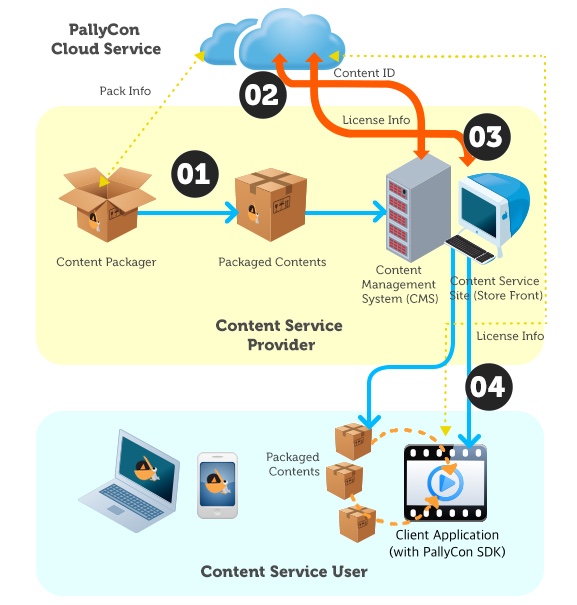 PallyCon
Cloud Service
Content ID
02
Pack Info
License Info
03
01
Content Packager
Packaged Contents
Content
Management
System (CMS)
Content Service
Site (Store Front)
Content Service
Provider
License Info
04
Packaged
Contents
Client Application
(with PallyCon SDK)
Content Service User